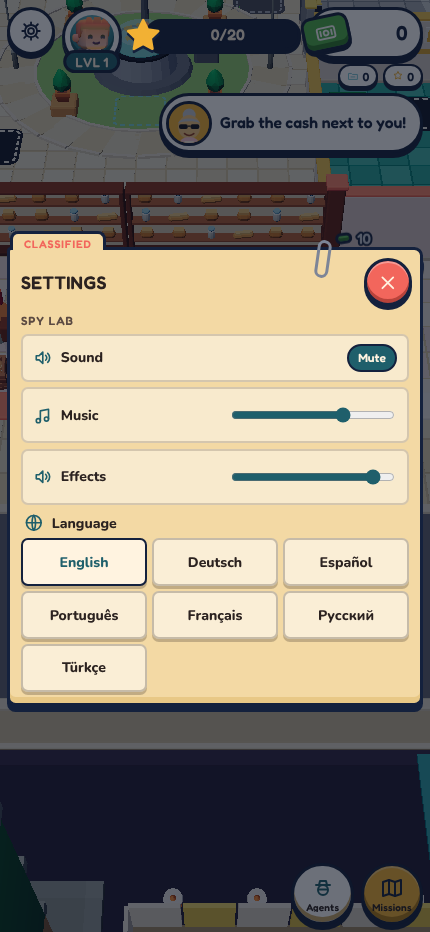 LVL 1
0/20
0
0
0
Grab the cash next to you!
10
CLASSIFIED
SETTINGS
SPY LAB
Sound
Mute
Music
Effects
Language
English
Deutsch
Español
Português
Français
Русский
Türkçe
Agents
Missions